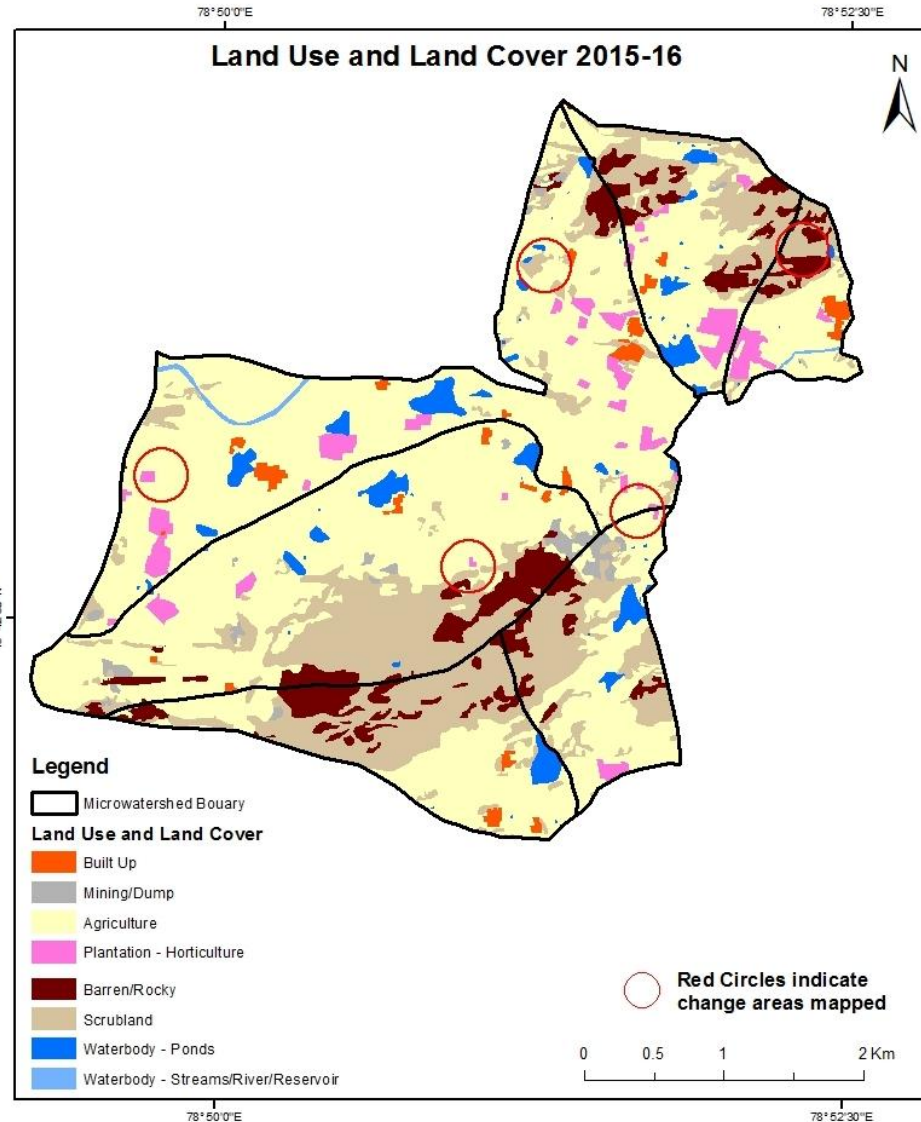 78°50'0"E
78°52'30"E
Land Use and Land Cover 2015-16
N
Legend
Microwatershed Bouary
Land Use and Land Cover
Built Up
Mining/Dump
Agriculture
Plantation - Horticulture
Barren/Rocky
Scrubland
Waterbody - Ponds
Waterbody - Streams/River/Reservoir
Red Circles indicate
change areas mapped
0 0.5 1 2 Km
78°50'0"E
78°52'30"E